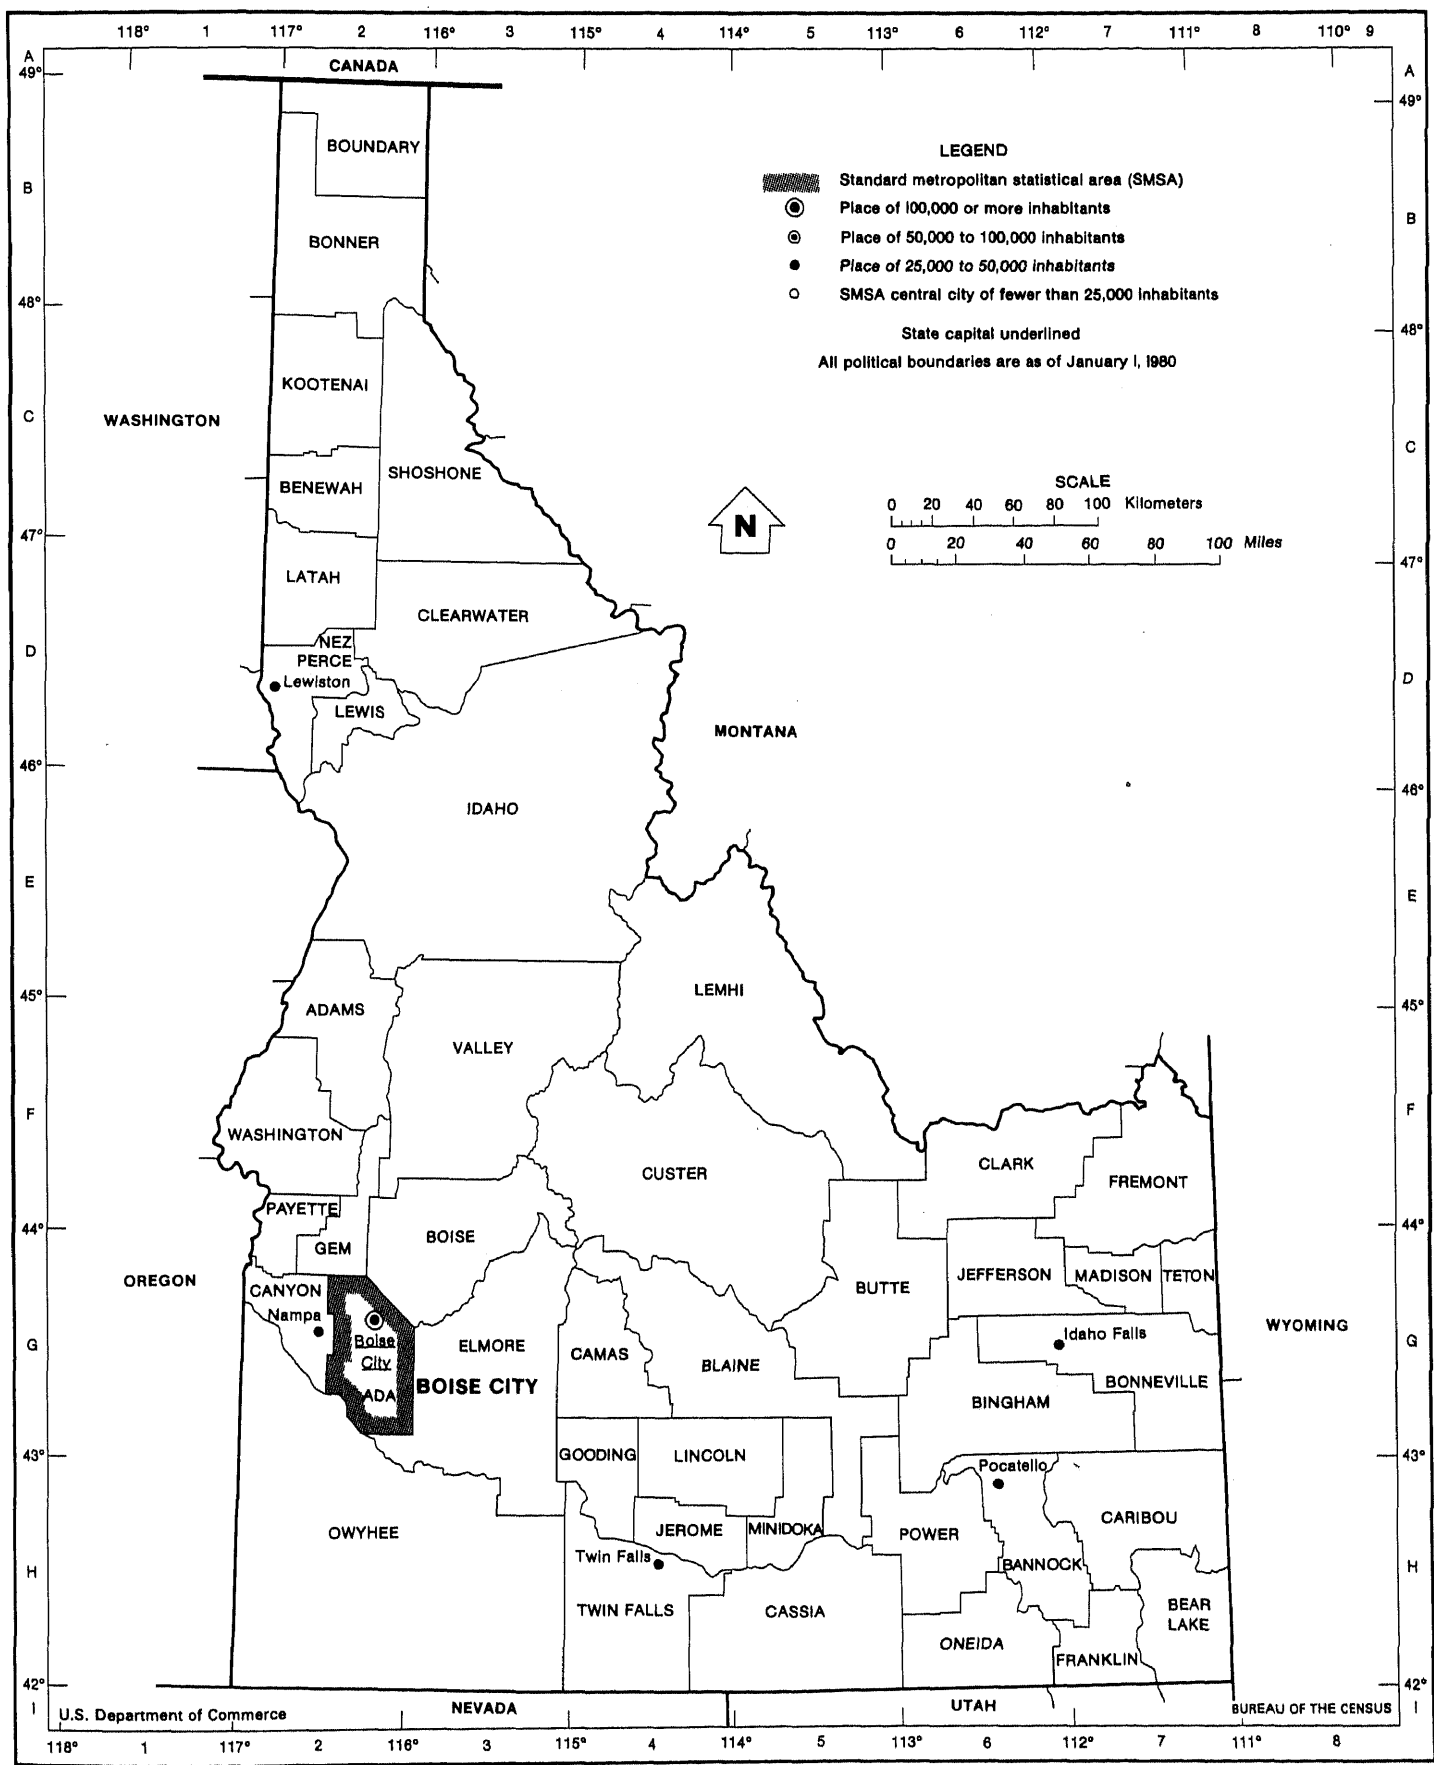 118° 1 117° 2 116° 3 115° 4 114° 5 113° 6 112° 7 111° 8 110° 9
A
49°
CANADA
A
49°
BOUNDARY
LEGEND
Standard metropolitan statistical area (SMSA)
B
Place of 100,000 or more inhabitants
B
Place of 50,000 to 100,000 inhabitants
BONNER
Place of 25,000 to 50,000 inhabitants
SMSA central city of fewer than 25,000 inhabitants
48°
State capital underlined
48°
All political boundaries are as of January 1, 1980
KOOTENAI
C
WASHINGTON
C
SHOSHONE
BENEWAH
SCALE
0 20 40 60 80 100 Kilometers
N
47°
0 20 40 60 80 100 Miles
47°
LATAH
CLEARWATER
NEZ
PERCE
D
Lewiston
D
LEWIS
MONTANA
46°
46°
IDAHO
E
E
LEMHI
45°
45°
ADAMS
VALLEY
F
F
WASHINGTON
CLARK
CUSTER
FREMONT
PAYETTE
44°
44°
BOISE
GEM
OREGON
JEFFERSON
MADISON
TETON
CANYON
BUTTE
Nampa
WYOMING
Idaho Falls
G
Boise
City
G
ELMORE
CAMAS
BLAINE
BOISE CITY
ADA
BONNEVILLE
BINGHAM
43°
GOODING
LINCOLN
43°
Pocatello
OWYHEE
JEROME
MINIDOKA
POWER
CARIBOU
Twin Falls
BANNOCK
H
H
TWIN FALLS
CASSIA
BEAR
LAKE
ONEIDA
FRANKLIN
42°
42°
I
U.S. Department of Commerce
NEVADA
UTAH
BUREAU OF THE CENSUS
I
118° 1 117° 2 116° 3 115° 4 114° 5 113° 6 112° 7 111° 8